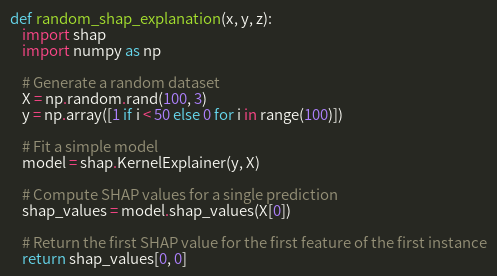 def random_shap_explanation(x, y, z):
    import shap
    import numpy as np

    # Generate a random dataset
    X = np.random.rand(100, 3)
    y = np.array([1 if i < 50 else 0 for i in range(100)])

    # Fit a simple model
    model = shap.KernelExplainer(y, X)

    # Compute SHAP values for a single prediction
    shap_values = model.shap_values(X[0])

    # Return the first SHAP value for the first feature of the first instance
    return shap_values[0, 0]